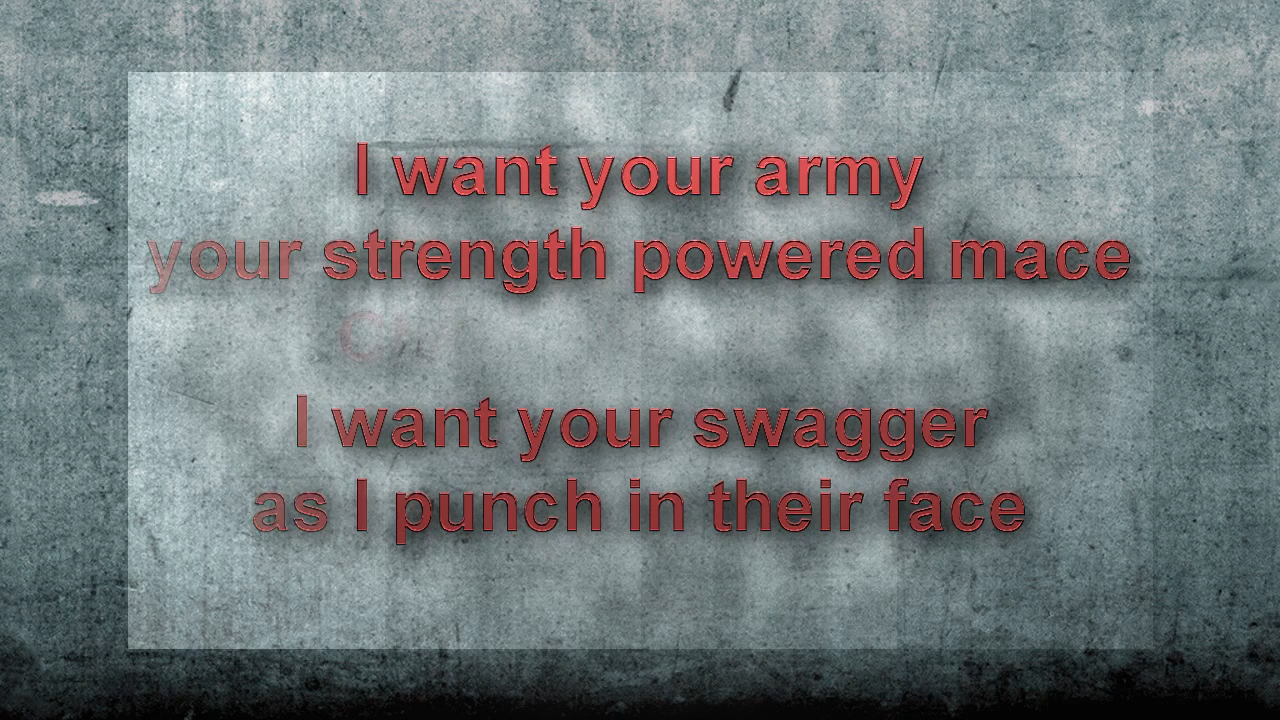 I want your army
your strength powered mace
I want your swagger
as I punch in their face